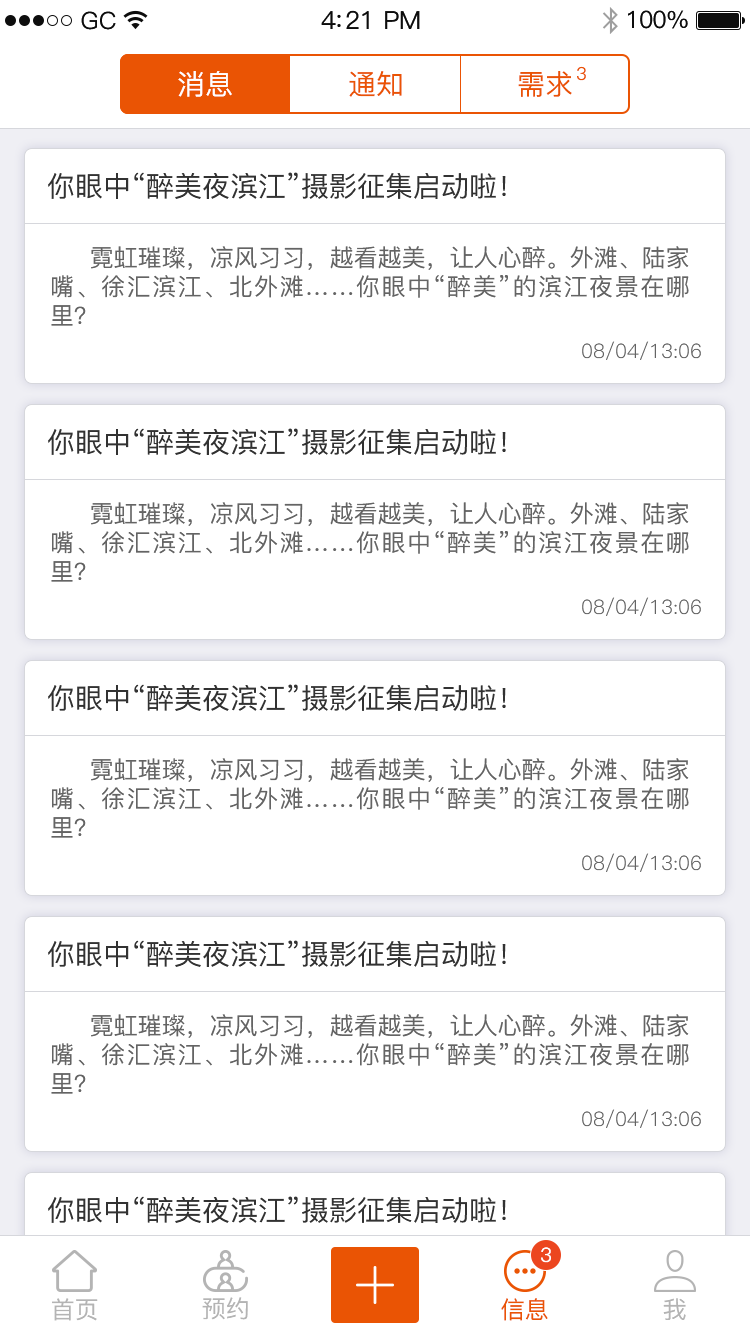 GC 4:21 PM 100%
消息 通知 需求3
你眼中“醉美夜滨江”摄影征集启动啦！
霓虹璀璨，凉风习习，越看越美，让人心醉。外滩、陆家
嘴、徐汇滨江、北外滩……你眼中“醉美”的滨江夜景在哪
里？
08/04/13:06
你眼中“醉美夜滨江”摄影征集启动啦！
霓虹璀璨，凉风习习，越看越美，让人心醉。外滩、陆家
嘴、徐汇滨江、北外滩……你眼中“醉美”的滨江夜景在哪
里？
08/04/13:06
你眼中“醉美夜滨江”摄影征集启动啦！
霓虹璀璨，凉风习习，越看越美，让人心醉。外滩、陆家
嘴、徐汇滨江、北外滩……你眼中“醉美”的滨江夜景在哪
里？
08/04/13:06
你眼中“醉美夜滨江”摄影征集启动啦！
霓虹璀璨，凉风习习，越看越美，让人心醉。外滩、陆家
嘴、徐汇滨江、北外滩……你眼中“醉美”的滨江夜景在哪
里？
08/04/13:06
你眼中“醉美夜滨江”摄影征集启动啦！
3
首页 预约 信息 我